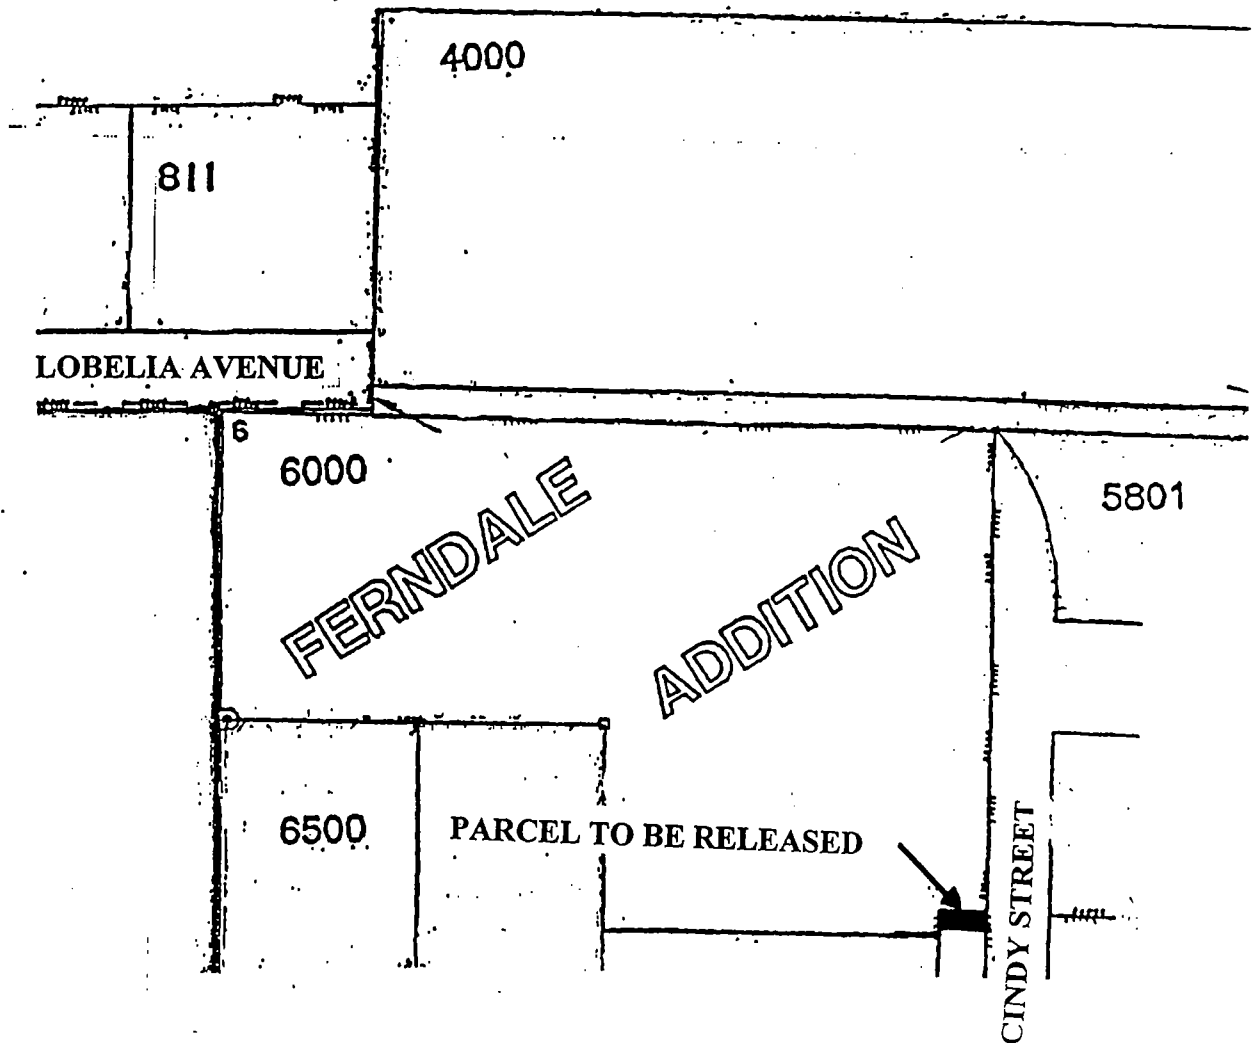 4000
811
LOBELIA AVENUE
6
6000
5801
FERNDALE
ADDITION
6500
PARCEL TO BE RELEASED
CINDY STREET